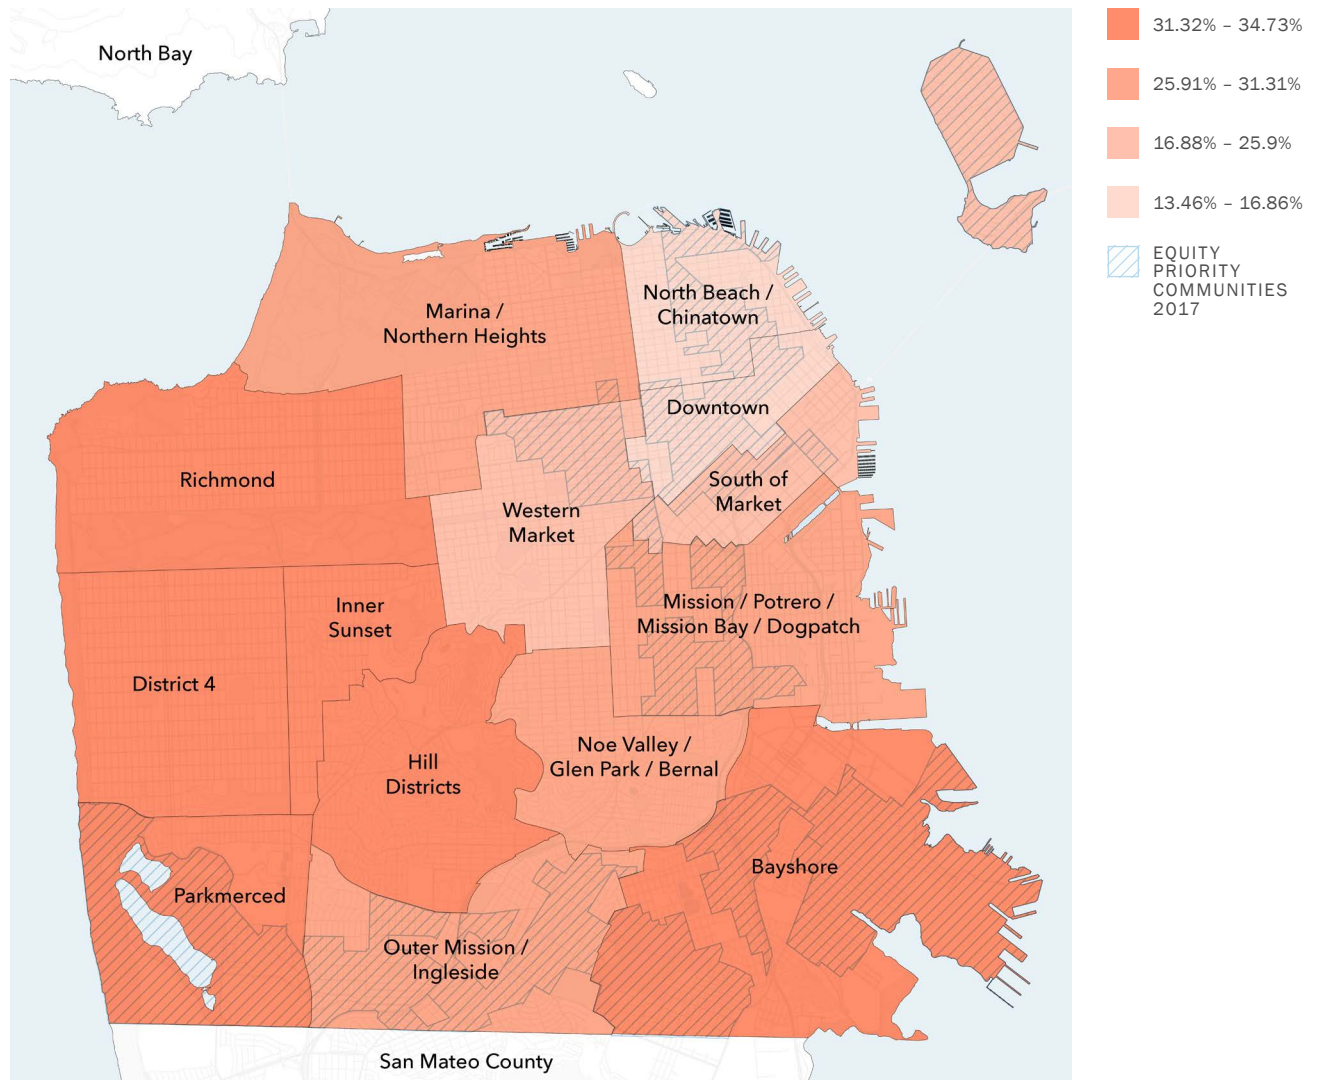 North Bay
Marina /
Northern Heights
North Beach /
Chinatown
Downtown
Richmond
South of
Market
Western
Market
Inner
Sunset
Mission / Potrero /
Mission Bay / Dogpatch
District 4
Noe Valley /
Glen Park / Bernal
Hill
Districts
Bayshore
Parkmerced
Outer Mission /
Ingleside
San Mateo County
31.32% – 34.73%
25.91% – 31.31%
16.88% – 25.9%
13.46% – 16.86%
EQUITY
PRIORITY
COMMUNITIES
2017